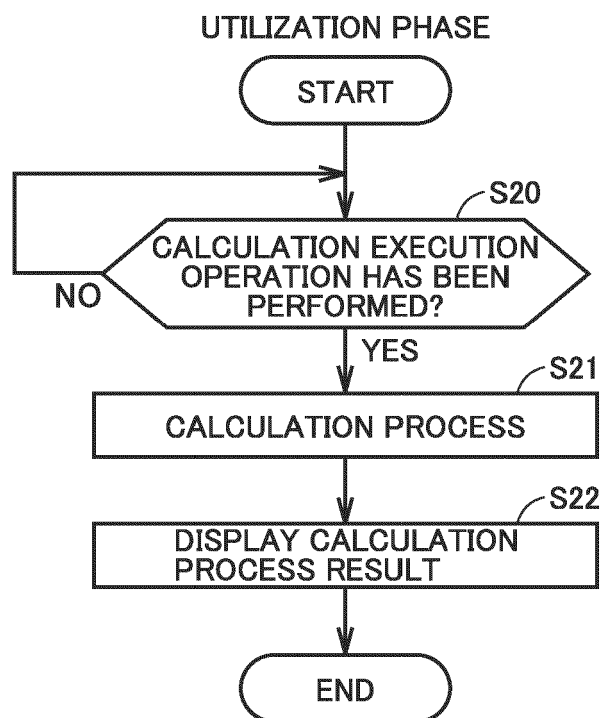 UTILIZATION PHASE
START
S20
CALCULATION EXECUTION
OPERATION HAS BEEN
PERFORMED?
NO
YES
S21
CALCULATION PROCESS
S22
DISPLAY CALCULATION
PROCESS RESULT
END